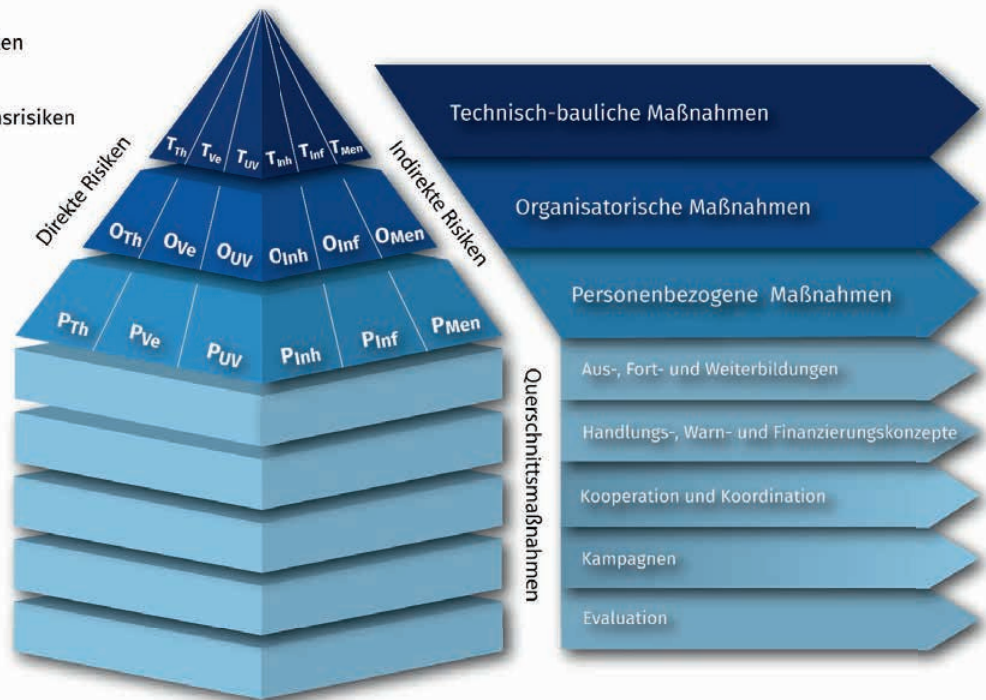 Technisch-bauliche Maßnahmen
Organisatorische Maßnahmen
Personenbezogene Maßnahmen
Aus-, Fort- und Weiterbildungen
Handlungs-, Warn- und Finanzierungskonzepte
Kooperation und Koordination
Kampagnen
Evaluation
Direkte Risiken
Indirekte Risiken
Querschnittsmaßnahmen
TTh TVe TUV TInh TInf TMen
OTh OVe OUV OInh OInf OMen
PTh PVe PUV PInh PInf PMen